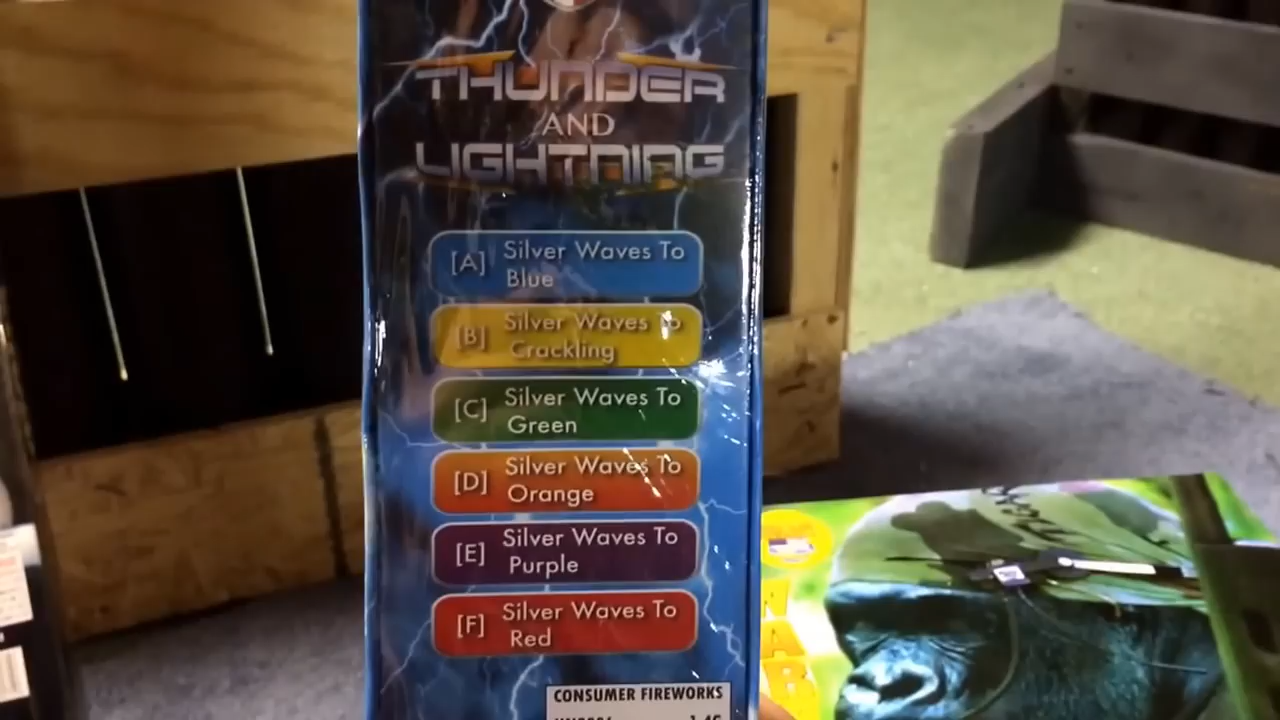 THUNDER
AND
LIGHTNING
[A] Silver Waves To
Blue
[B] Silver Waves To
Crackling
[C] Silver Waves To
Green
[D] Silver Waves To
Orange
[E] Silver Waves To
Purple
[F] Silver Waves To
Red
CONSUMER FIREWORKS